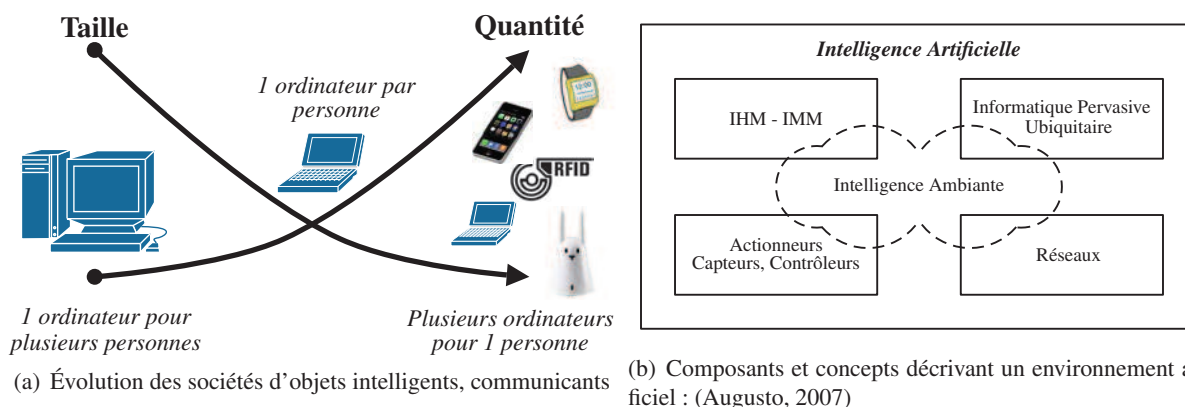 Taille
Quantité
1 ordinateur par
personne
12:00
RFID
1 ordinateur pour
plusieurs personnes
Plusieurs ordinateurs
pour 1 personne
(a) Évolution des sociétés d'objets intelligents, communicants
Intelligence Artificielle
IHM - IMM
Informatique Pervasive
Ubiquitaire
Intelligence Ambiante
Actionneurs
Capteurs, Contrôleurs
Réseaux
(b) Composants et concepts décrivant un environnement a
ficiel : (Augusto, 2007)